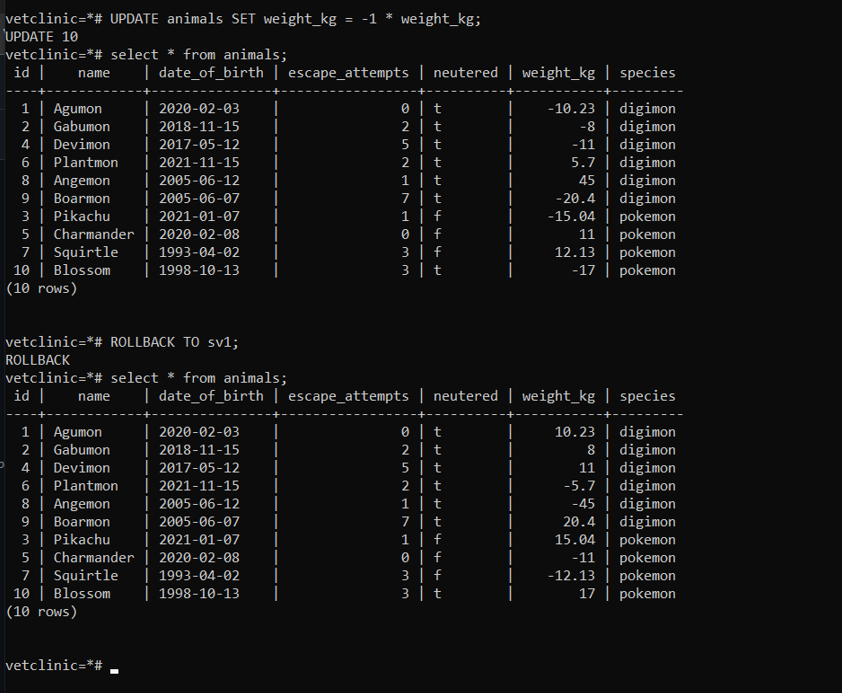 vetclinic=*# UPDATE animals SET weight_kg = -1 * weight_kg;
UPDATE 10
vetclinic=*# select * from animals;
 id |    name    | date_of_birth | escape_attempts | neutered | weight_kg | species
----+------------+---------------+-----------------+----------+-----------+---------
  1 | Agumon     | 2020-02-03    |               0 | t        |    -10.23 | digimon
  2 | Gabumon    | 2018-11-15    |               2 | t        |        -8 | digimon
  4 | Devimon    | 2017-05-12    |               5 | t        |       -11 | digimon
  6 | Plantmon   | 2021-11-15    |               2 | t        |       5.7 | digimon
  8 | Angemon    | 2005-06-12    |               1 | t        |        45 | digimon
  9 | Boarmon    | 2005-06-07    |               7 | t        |     -20.4 | digimon
  3 | Pikachu    | 2021-01-07    |               1 | f        |    -15.04 | pokemon
  5 | Charmander | 2020-02-08    |               0 | f        |        11 | pokemon
  7 | Squirtle   | 1993-04-02    |               3 | f        |     12.13 | pokemon
 10 | Blossom    | 1998-10-13    |               3 | t        |       -17 | pokemon
(10 rows)
vetclinic=*# ROLLBACK TO sv1;
ROLLBACK
vetclinic=*# select * from animals;
 id |    name    | date_of_birth | escape_attempts | neutered | weight_kg | species
----+------------+---------------+-----------------+----------+-----------+---------
  1 | Agumon     | 2020-02-03    |               0 | t        |     10.23 | digimon
  2 | Gabumon    | 2018-11-15    |               2 | t        |         8 | digimon
  4 | Devimon    | 2017-05-12    |               5 | t        |        11 | digimon
  6 | Plantmon   | 2021-11-15    |               2 | t        |      -5.7 | digimon
  8 | Angemon    | 2005-06-12    |               1 | t        |       -45 | digimon
  9 | Boarmon    | 2005-06-07    |               7 | t        |      20.4 | digimon
  3 | Pikachu    | 2021-01-07    |               1 | f        |     15.04 | pokemon
  5 | Charmander | 2020-02-08    |               0 | f        |       -11 | pokemon
  7 | Squirtle   | 1993-04-02    |               3 | f        |    -12.13 | pokemon
 10 | Blossom    | 1998-10-13    |               3 | t        |        17 | pokemon
(10 rows)
vetclinic=*#